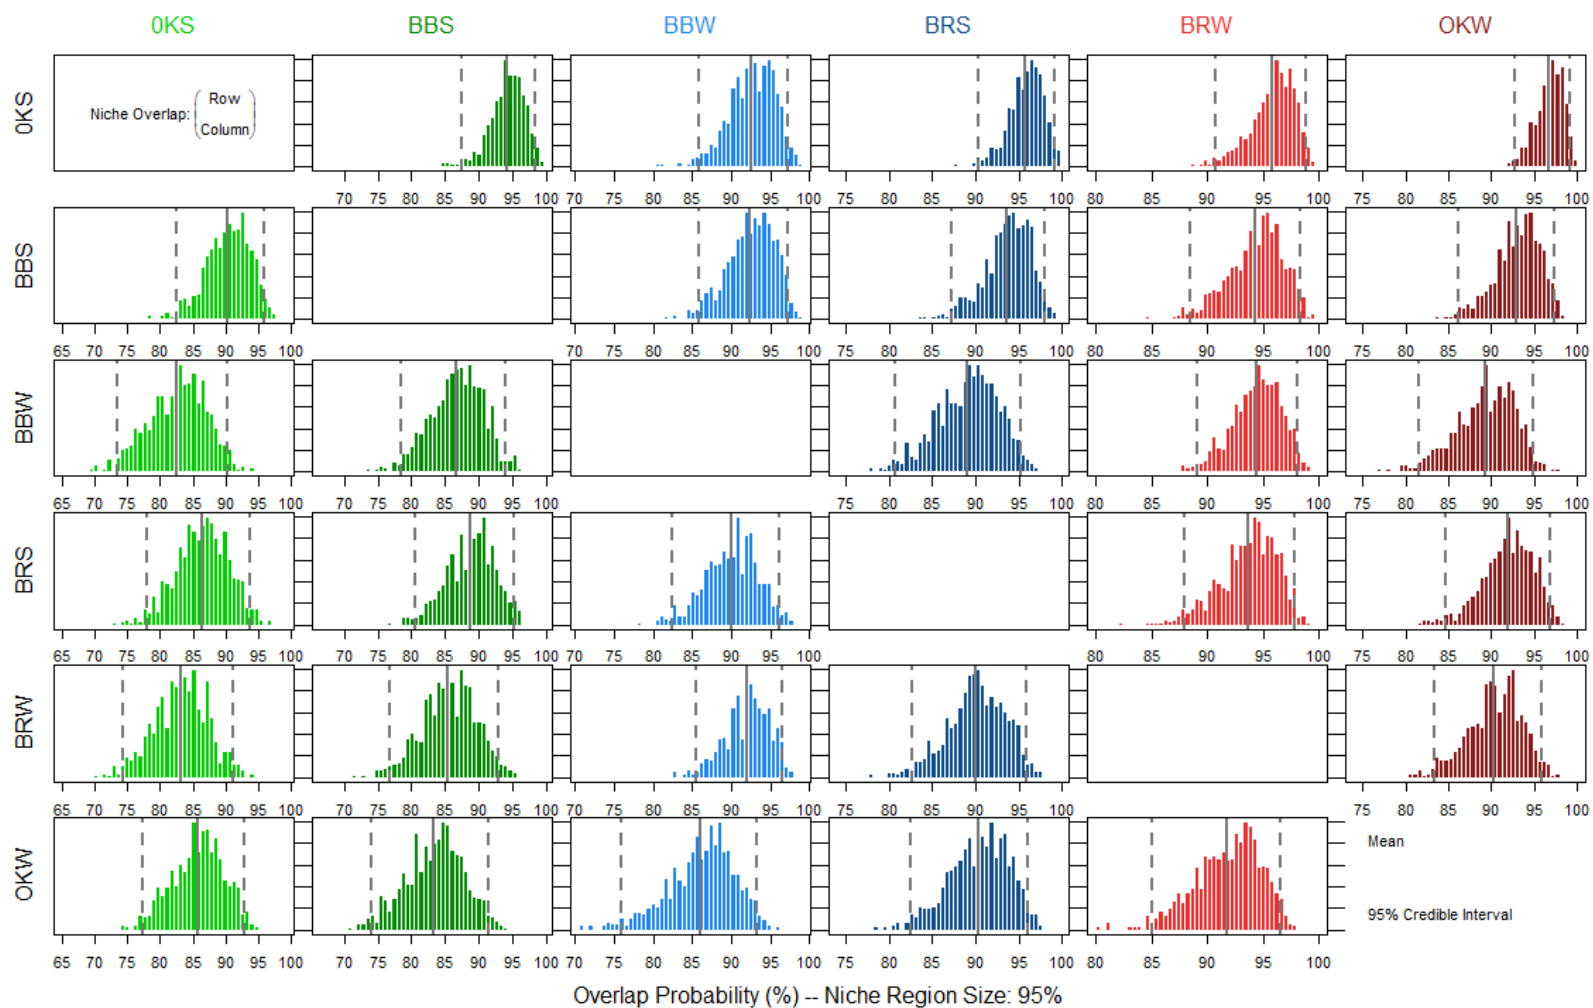 0KS BBS BBW BRS BRW OKW
0KS
Niche Overlap: (Row
Column)
70 75 80 85 90 95 100
70 75 80 85 90 95 100
75 80 85 90 95 100
80 85 90 95 100
75 80 85 90 95 100
BBS
65 70 75 80 85 90 95 100
70 75 80 85 90 95 100
75 80 85 90 95 100
80 85 90 95 100
75 80 85 90 95 100
BBW
65 70 75 80 85 90 95 100
70 75 80 85 90 95 100
75 80 85 90 95 100
80 85 90 95 100
75 80 85 90 95 100
BRS
65 70 75 80 85 90 95 100
70 75 80 85 90 95 100
70 75 80 85 90 95 100
80 85 90 95 100
75 80 85 90 95 100
BRW
65 70 75 80 85 90 95 100
70 75 80 85 90 95 100
70 75 80 85 90 95 100
75 80 85 90 95 100
75 80 85 90 95 100
OKW
Mean
95% Credible Interval
65 70 75 80 85 90 95 100
70 75 80 85 90 95 100
70 75 80 85 90 95 100
75 80 85 90 95 100
80 85 90 95 100
Overlap Probability (%) -- Niche Region Size: 95%